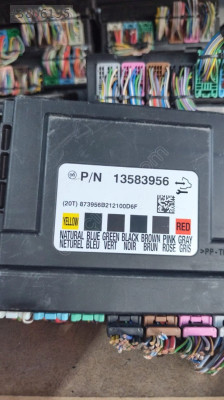 P/N 13583956
(20T) 873956B212100D6F
YELLOW
RED
NATURAL BLUE GREEN BLACK BROWN PINK GRAY
NETUREL BLEU VERT NOIR BRUN ROSE GRIS